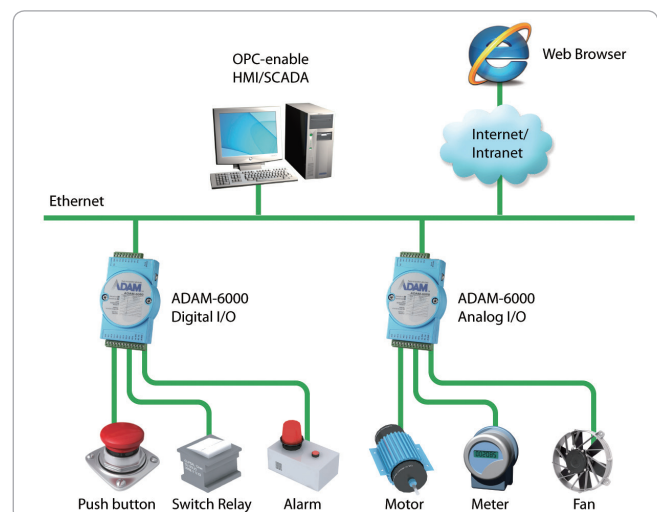 OPC-enable
HMI/SCADA
Web Browser
Internet/
Intranet
Ethernet
ADAM
ADAM-6000
Digital I/O
ADAM
ADAM-6000
Analog I/O
Push button
Switch Relay
Alarm
Motor
Meter
Fan